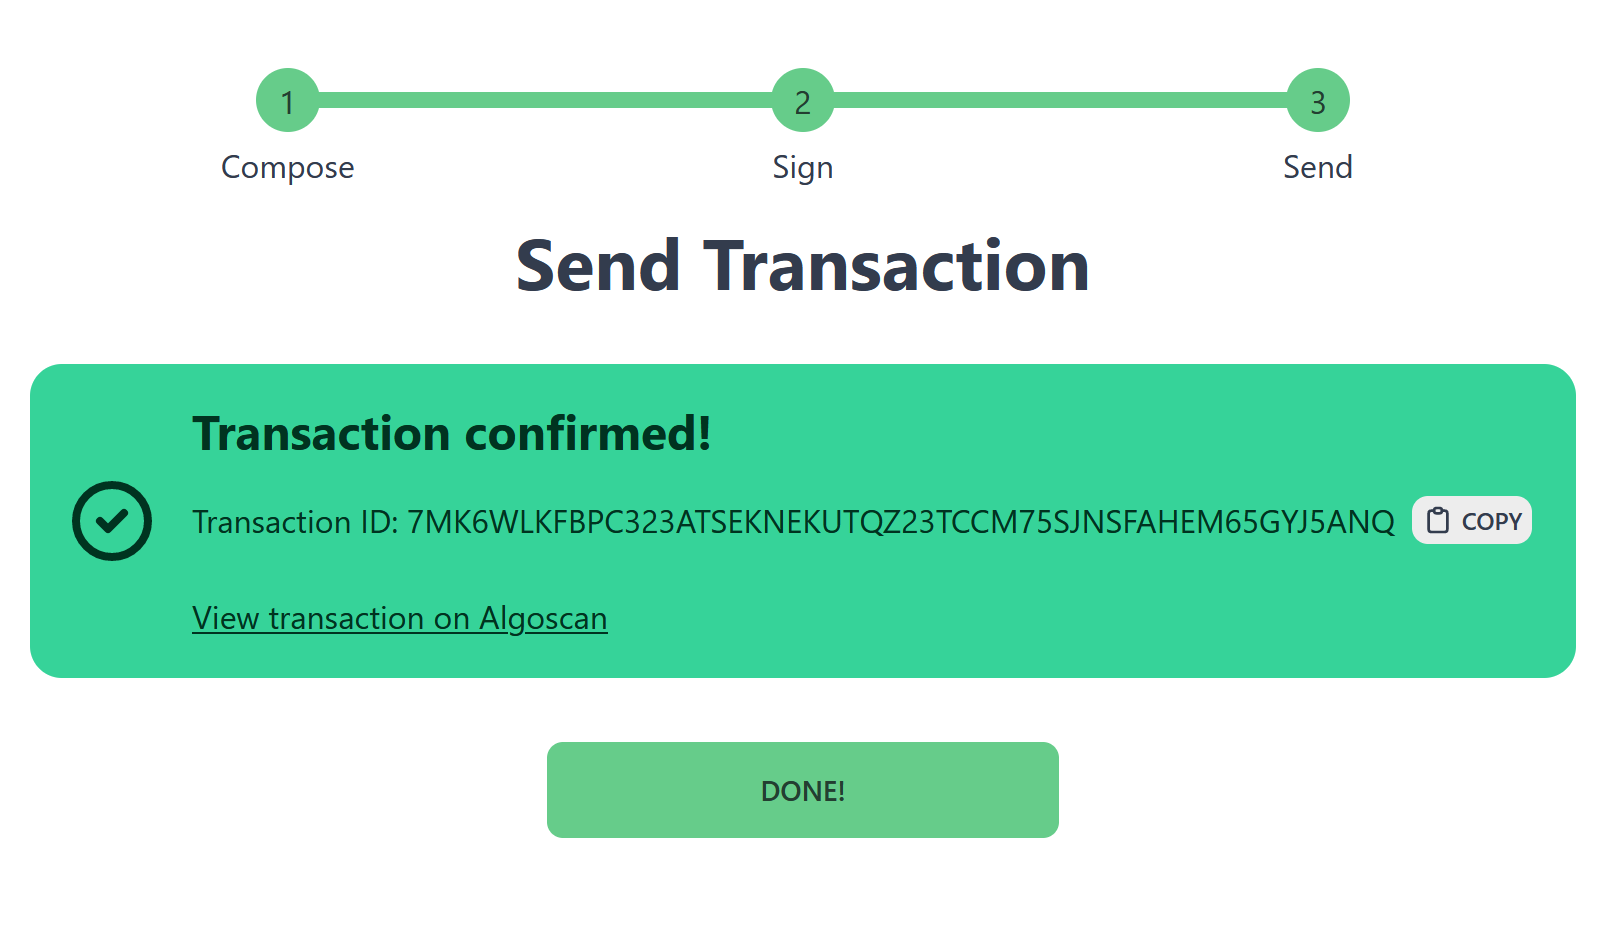 1
2
3
Compose
Sign
Send
Send Transaction
Transaction confirmed!
Transaction ID: 7MK6WLKFBPC323ATSEKNEKUTQZ23TCCM75SJNSFAHEM65GYJ5ANQ
COPY
View transaction on Algoscan
DONE!